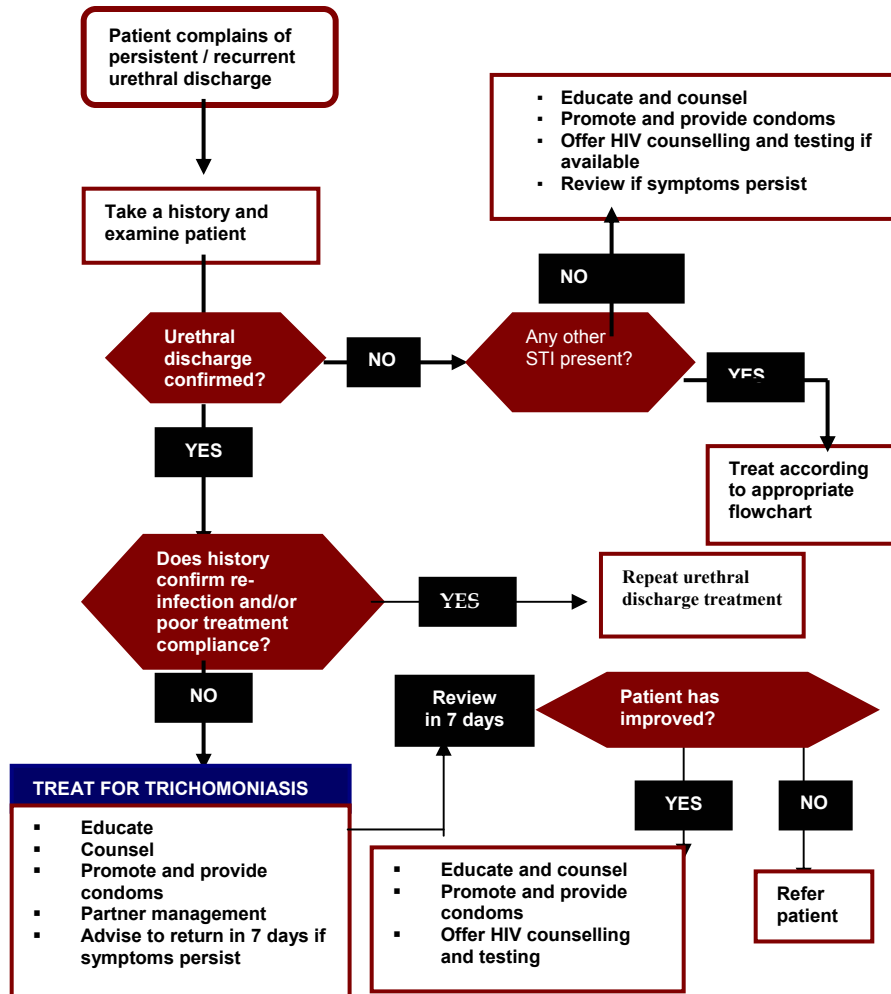 Patient complains of
persistent / recurrent
urethral discharge
▪ Educate and counsel
▪ Promote and provide condoms
▪ Offer HIV counselling and testing if
available
▪ Review if symptoms persist
Take a history and
examine patient
NO
Urethral
discharge
confirmed?
NO
Any other
STI present?
YES
YES
Treat according
to appropriate
flowchart
Does history
confirm re-
infection and/or
poor treatment
compliance?
YES
Repeat urethral
discharge treatment
NO
Review
in 7 days
Patient has
improved?
TREAT FOR TRICHOMONIASIS
▪ Educate
▪ Counsel
▪ Promote and provide
condoms
▪ Partner management
▪ Advise to return in 7 days if
symptoms persist
YES
NO
▪ Educate and counsel
▪ Promote and provide
condoms
▪ Offer HIV counselling
and testing
Refer
patient